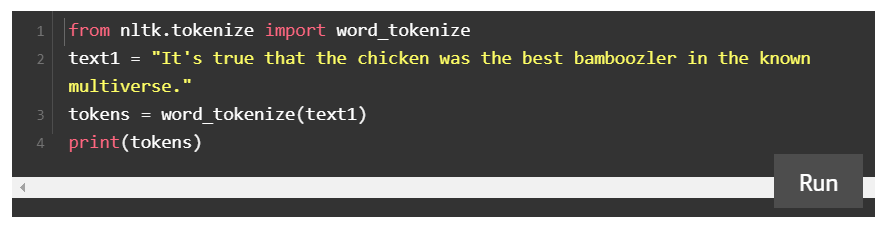 1 from nltk.tokenize import word_tokenize
2 text1 = "It's true that the chicken was the best bamboozler in the known
multiverse."
3 tokens = word_tokenize(text1)
4 print(tokens)
Run